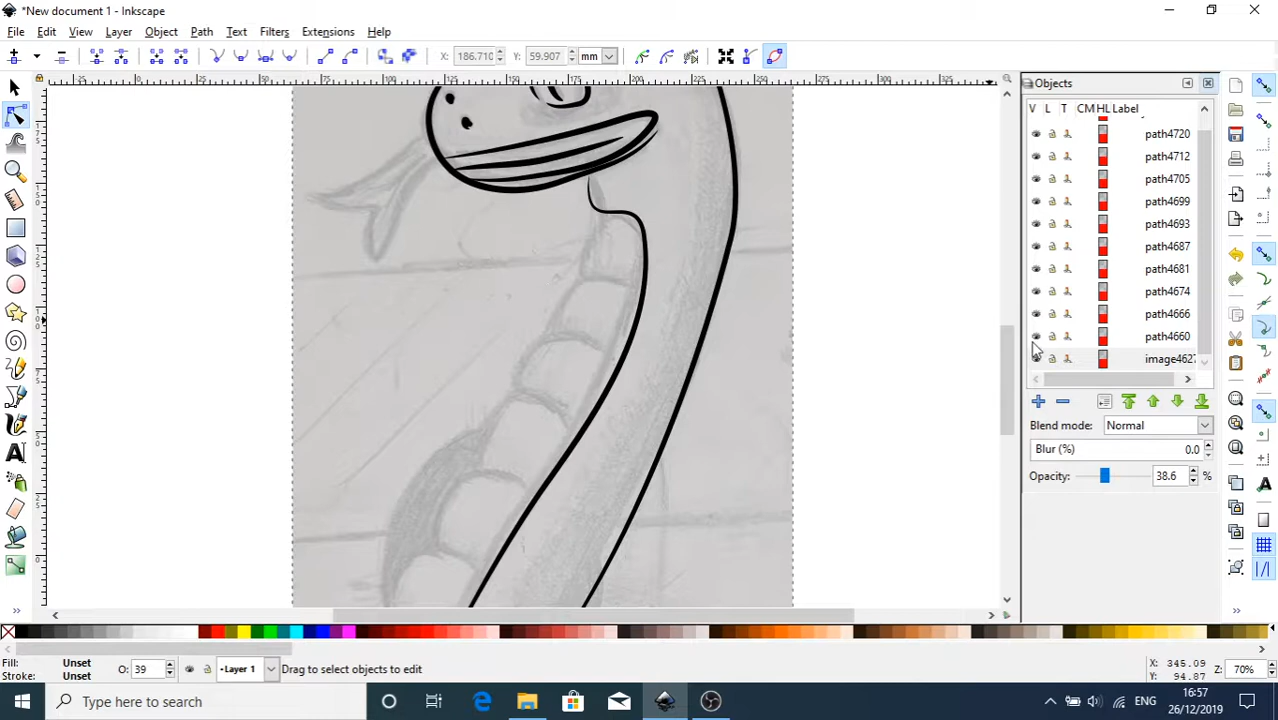 *New document 1 - Inkscape
File Edit View Layer Object Path Text Filters Extensions Help
X: 186.710 Y: 59.907 mm
Objects
V L T CM HL Label
path4720
path4712
path4705
path4699
path4693
path4687
path4681
path4674
path4666
path4660
image4627
Blend mode: Normal
Blur (%) 0.0
Opacity: 38.6 %
Fill: Unset
Stroke: Unset
O: 39
Layer 1
Drag to select objects to edit
X: 345.09
Y: 94.87
Z: 70%
Type here to search
ENG
16:57
26/12/2019